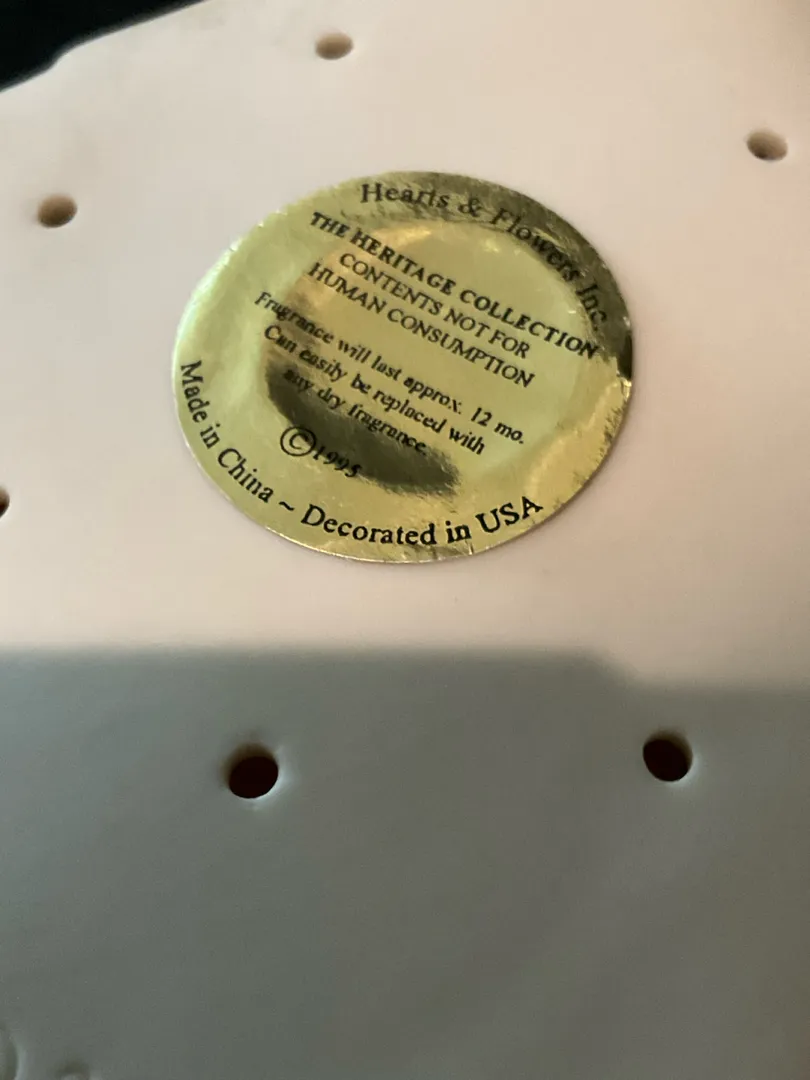 Hearts & Flowers Inc.
THE HERITAGE COLLECTION
CONTENTS NOT FOR
HUMAN CONSUMPTION
Fragrance will last approx. 12 mo.
Can easily be replaced with
any dry fragrance.
©1995
Made in China ~ Decorated in USA